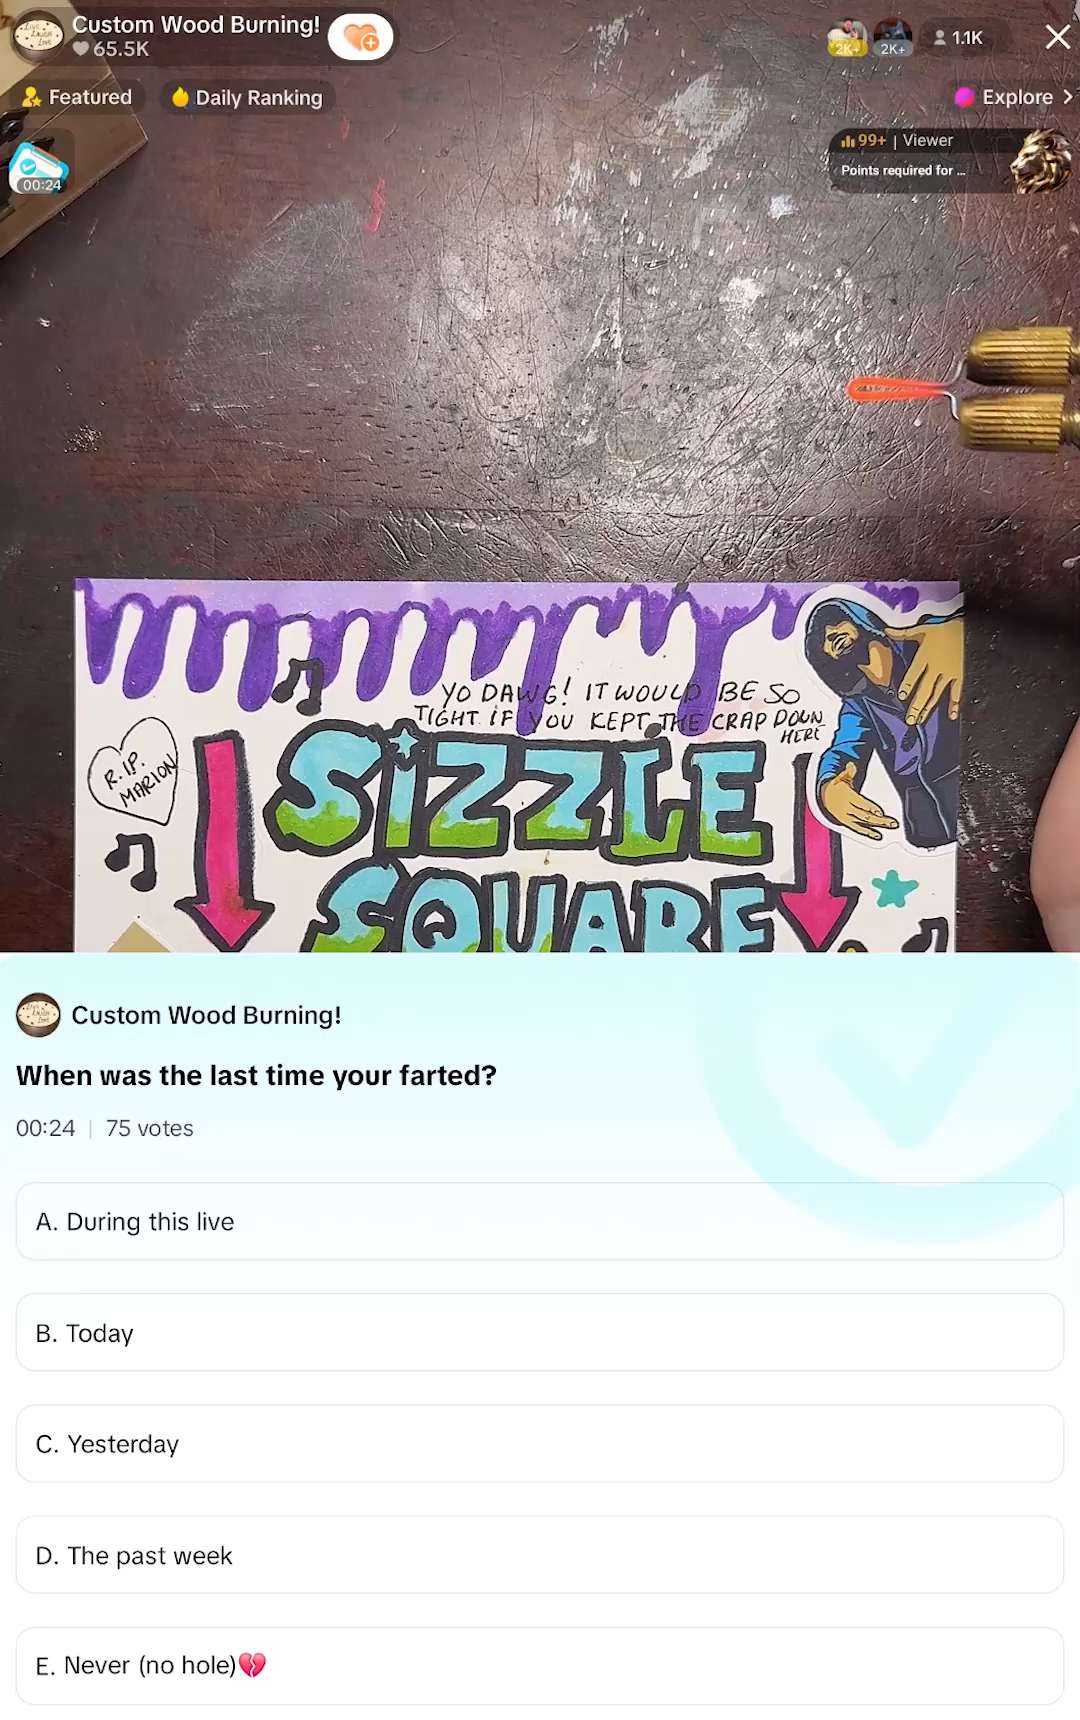 Custom Wood Burning!
65.5K
2K+
2K+
1.1K
Featured
Daily Ranking
Explore >
00:24
99+ | Viewer
Points required for ...
YO DAWG! IT WOULD BE SO
TIGHT IF YOU KEPT THE CRAP DOWN
HERE
R.I.P.
MARION
SIZZLE
SQUARE
Custom Wood Burning!
When was the last time your farted?
00:24 | 75 votes
A. During this live
B. Today
C. Yesterday
D. The past week
E. Never (no hole)💔